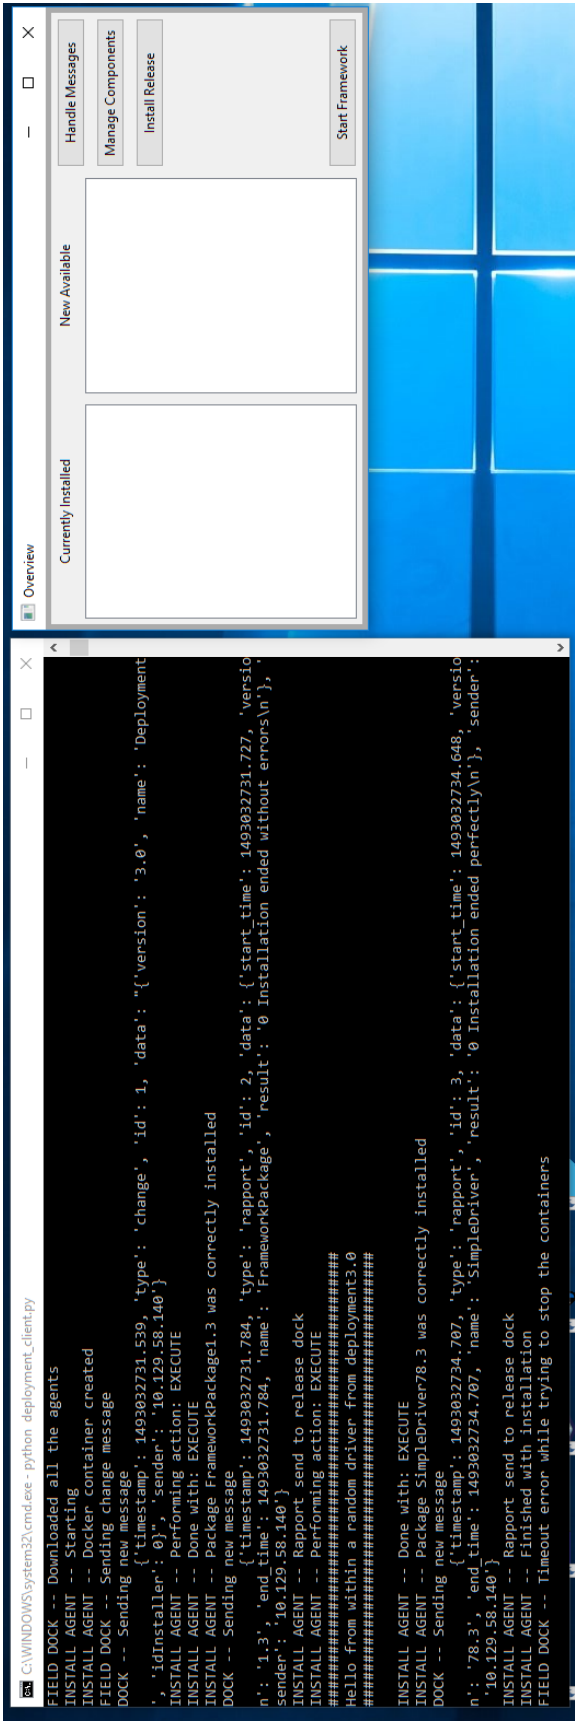 C:\WINDOWS\system32\cmd.exe - python  deployment_client.py
FIELD DOCK -- Downloaded all the agents
INSTALL AGENT -- Starting
INSTALL AGENT -- Docker container created
FIELD DOCK -- Sending change message
DOCK -- Sending new message
                {'timestamp': 1493032731.539, 'type': 'change', 'id': 1, 'data': "{'version': '3.0', 'name': 'Deployment
', 'idInstaller': 0}", 'sender': '10.129.58.140'}
INSTALL AGENT -- Performing action: EXECUTE
INSTALL AGENT -- Done with: EXECUTE
INSTALL AGENT -- Package FrameworkPackage1.3 was correctly installed
DOCK -- Sending new message
                {'timestamp': 1493032731.784, 'type': 'rapport', 'id': 2, 'data': {'start_time': 1493032731.727, 'versio
n': '1.3', 'end_time': 1493032731.784, 'name': 'FrameworkPackage', 'result': '0 Installation ended without errors\n'}, '
sender': '10.129.58.140'}
INSTALL AGENT -- Rapport send to release dock
INSTALL AGENT -- Performing action: EXECUTE
####################################################
Hello from within a random driver from deployment3.0
####################################################
INSTALL AGENT -- Done with: EXECUTE
INSTALL AGENT -- Package SimpleDriver78.3 was correctly installed
DOCK -- Sending new message
                {'timestamp': 1493032734.707, 'type': 'rapport', 'id': 3, 'data': {'start_time': 1493032734.648, 'versio
n': '78.3', 'end_time': 1493032734.707, 'name': 'SimpleDriver', 'result': '0 Installation ended perfectly\n'}, 'sender':
 '10.129.58.140'}
INSTALL AGENT -- Rapport send to release dock
INSTALL AGENT -- Finished with installation
FIELD DOCK -- Timeout error while trying to stop the containers
Overview
Currently Installed
New Available
Handle Messages
Manage Components
Install Release
Start Framework